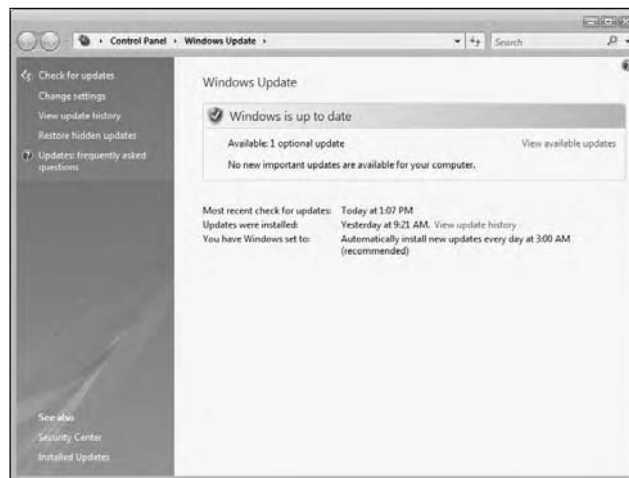 Control Panel
Windows Update
Search
Check for updates
Change settings
View update history
Restore hidden updates
Updates: frequently asked
questions
Windows Update
Windows is up to date
Available: 1 optional update
View available updates
No new important updates are available for your computer.
Most recent check for updates: Today at 1:07 PM
Updates were installed: Yesterday at 9:21 AM. View update history
You have Windows set to: Automatically install new updates every day at 3:00 AM
(recommended)
See also
Security Center
Installed Updates